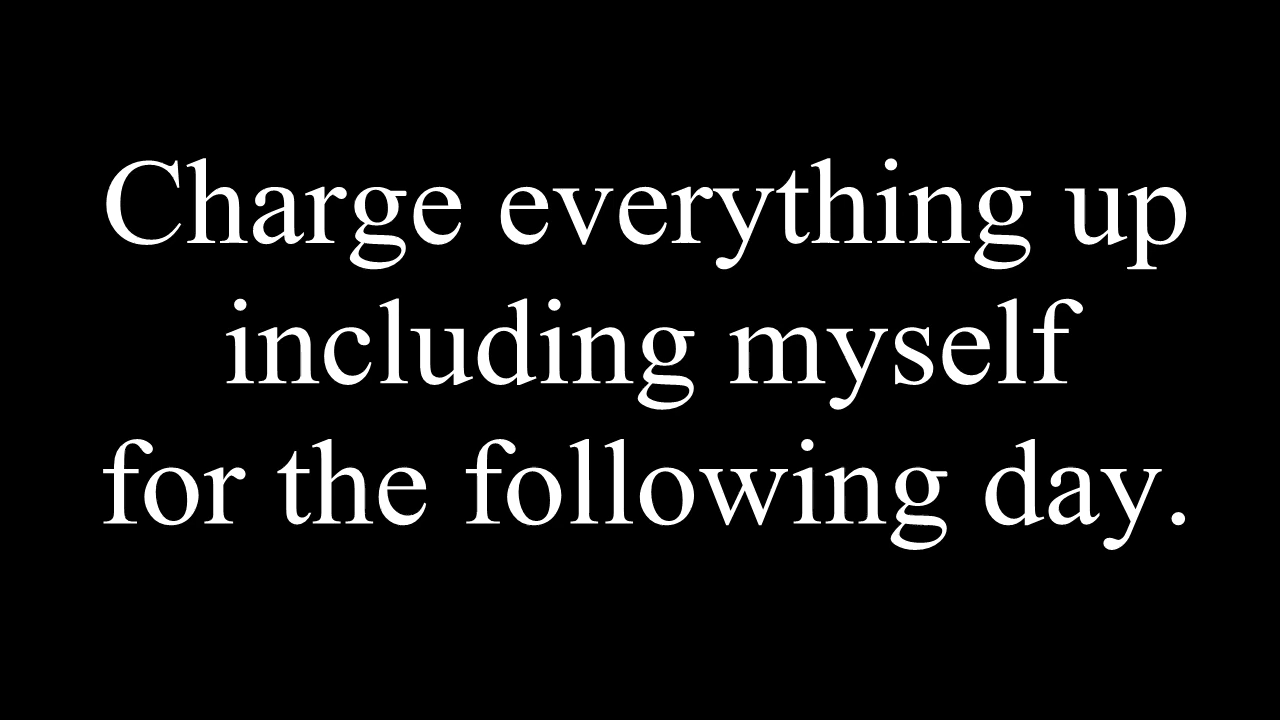 Charge everything up
including myself
for the following day.